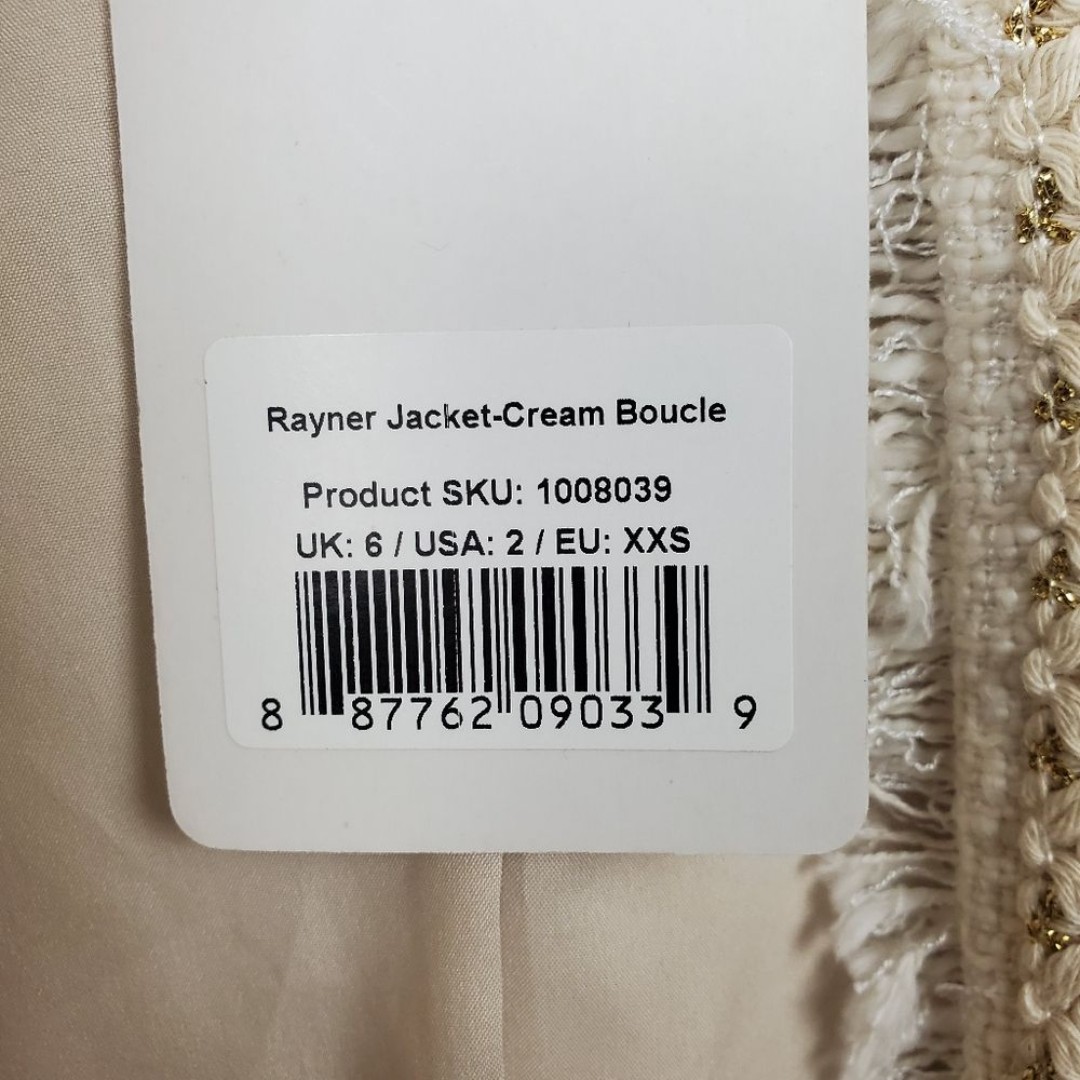 Rayner Jacket-Cream Boucle
Product SKU: 1008039
UK: 6 / USA: 2 / EU: XXS
8 87762 09033 9